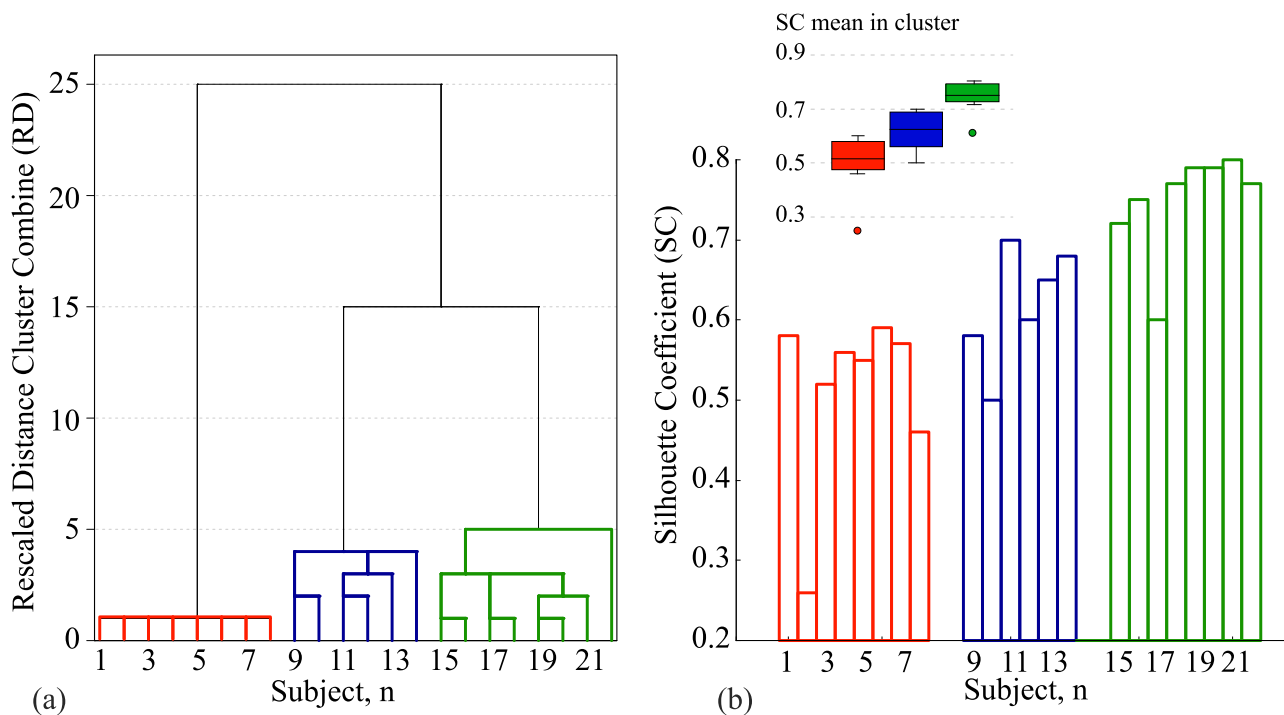 Rescaled Distance Cluster Combine (RD)
25
20
15
10
5
0
1 3 5 7 9 11 13 15 17 19 21
Subject, n
(a)
SC mean in cluster
0.9
0.7
0.5
0.3
Silhouette Coefficient (SC)
0.8
0.7
0.6
0.5
0.4
0.3
0.2
1 3 5 7 9 11 13 15 17 19 21
Subject, n
(b)